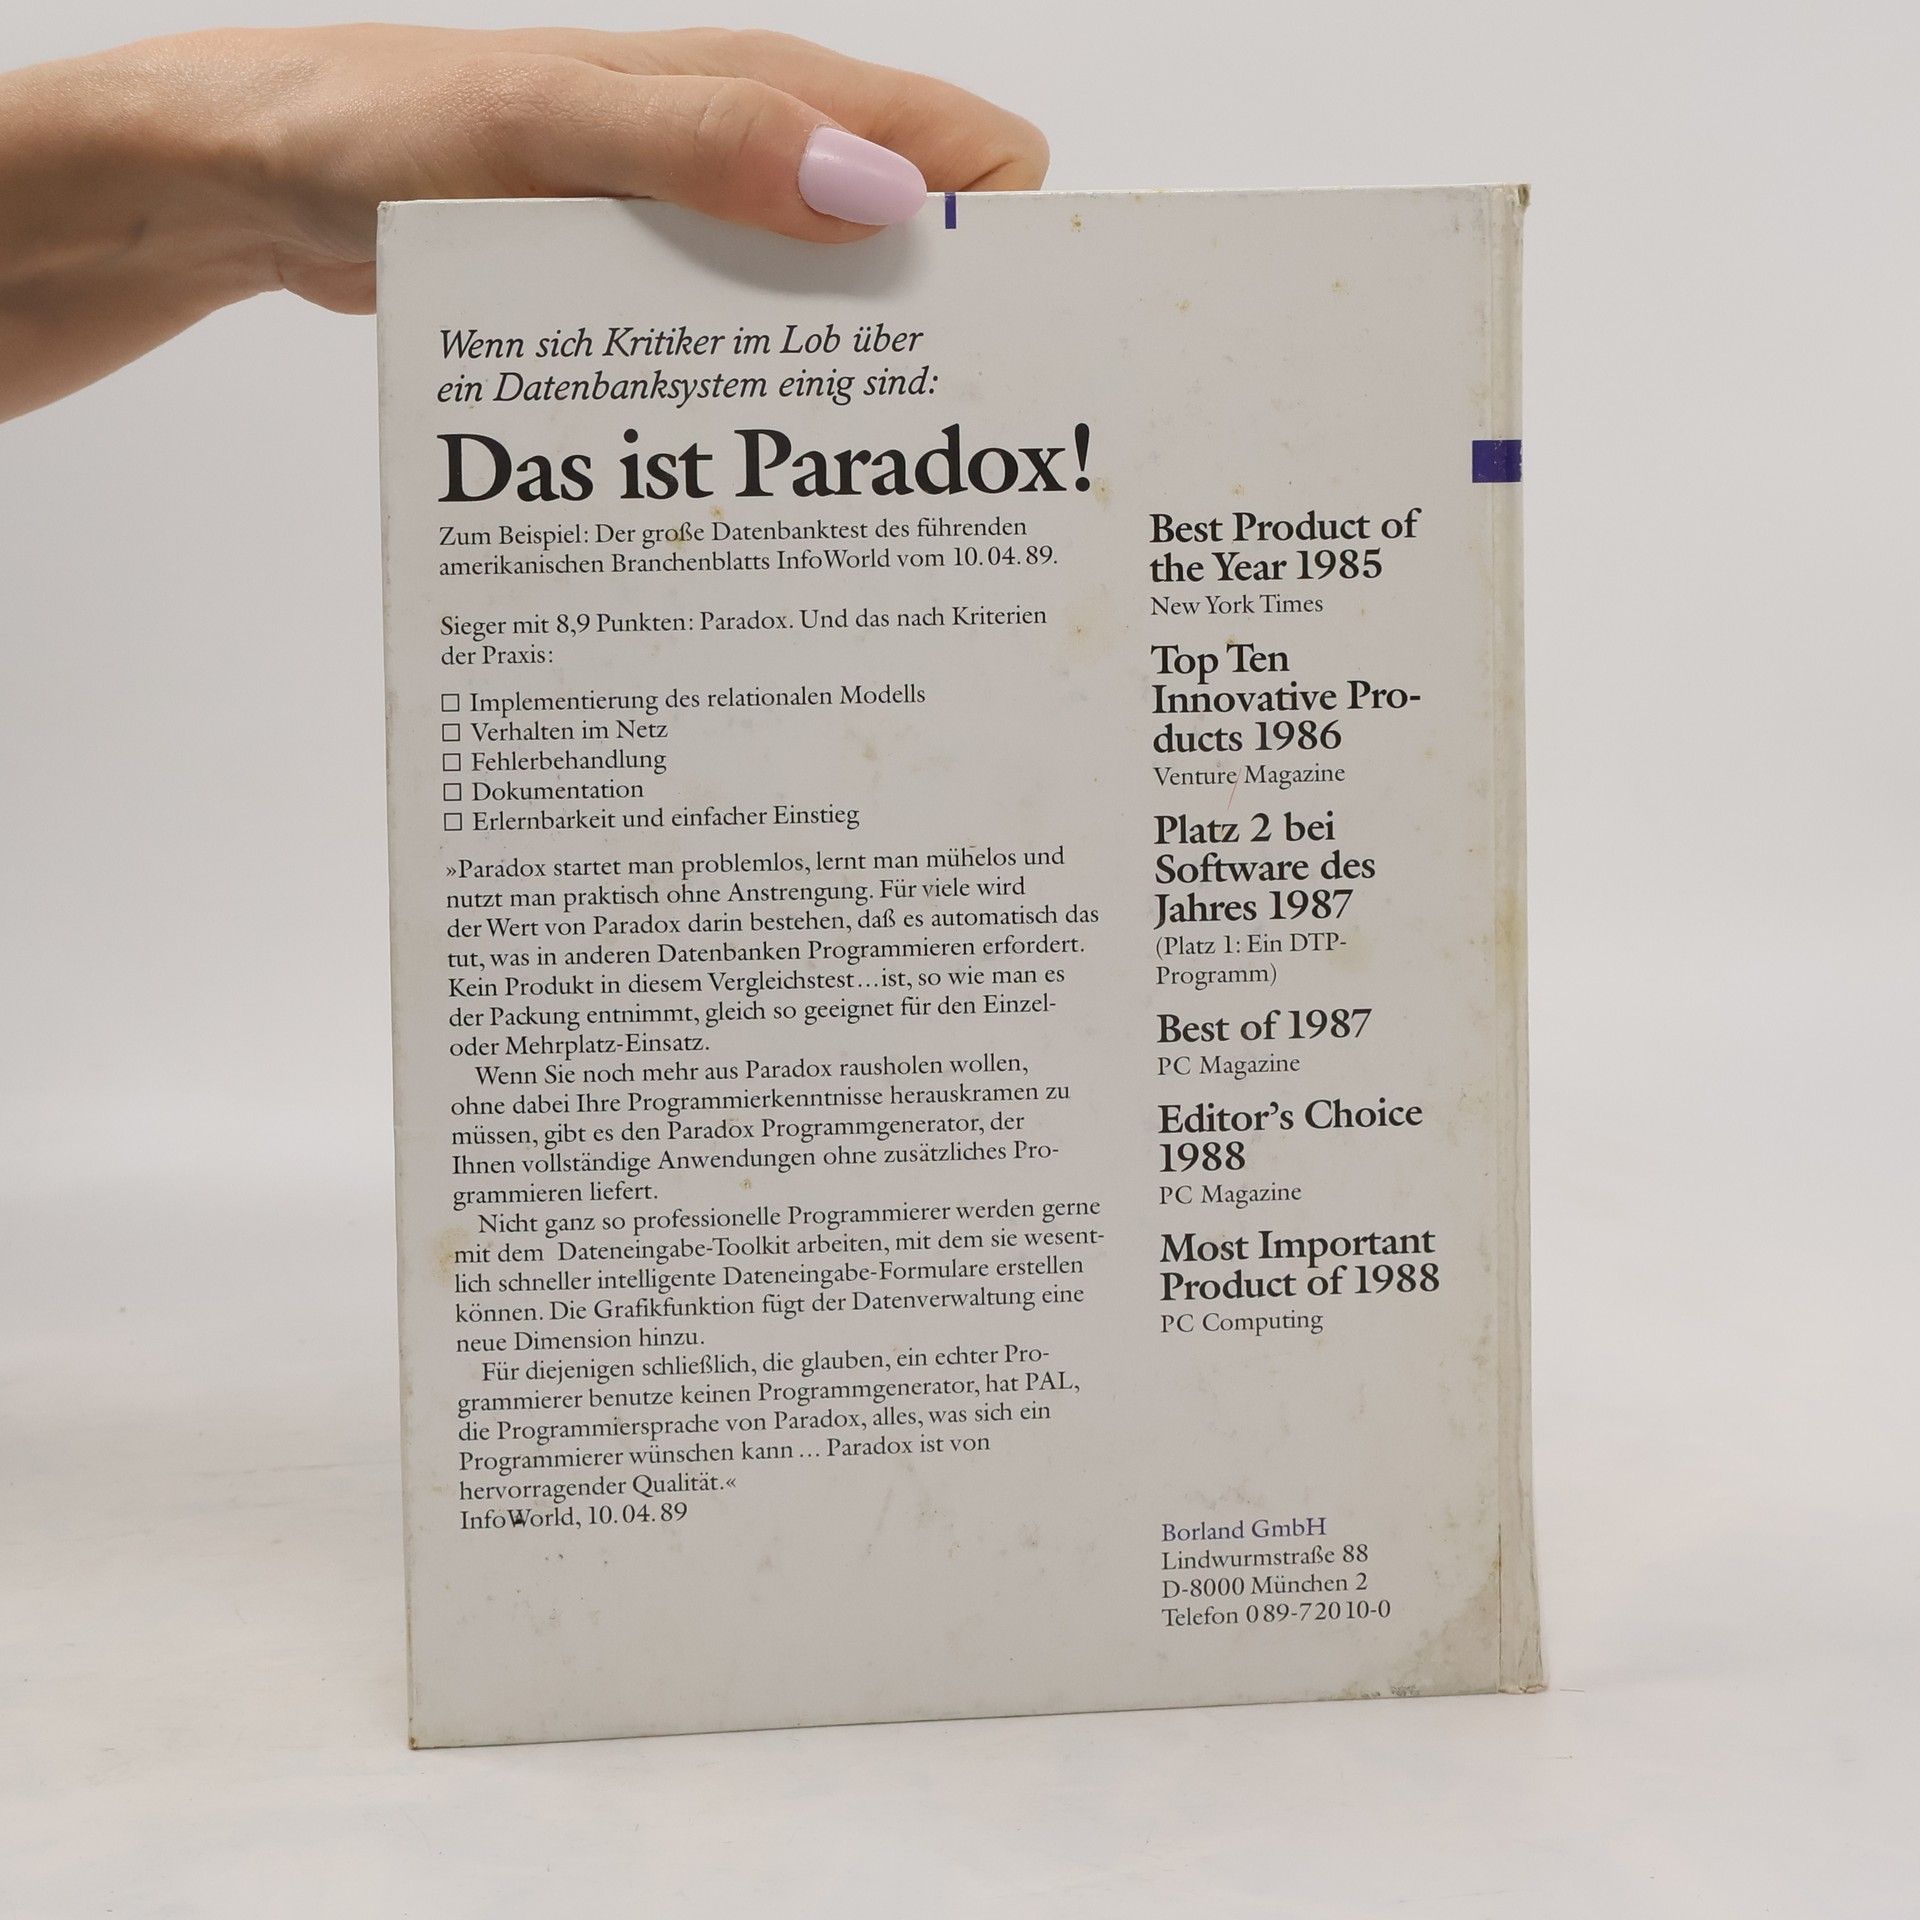 Wenn sich Kritiker im Lob über
ein Datenbanksystem einig sind:
Das ist Paradox!
Zum Beispiel: Der große Datenbanktest des führenden
amerikanischen Branchenblatts InfoWorld vom 10.04.89.
Sieger mit 8,9 Punkten: Paradox. Und das nach Kriterien
der Praxis:
☐ Implementierung des relationalen Modells
☐ Verhalten im Netz
☐ Fehlerbehandlung
☐ Dokumentation
☐ Erlernbarkeit und einfacher Einstieg
»Paradox startet man problemlos, lernt man mühelos und
nutzt man praktisch ohne Anstrengung. Für viele wird
der Wert von Paradox darin bestehen, daß es automatisch das
tut, was in anderen Datenbanken Programmieren erfordert.
Kein Produkt in diesem Vergleichstest...ist, so wie man es
der Packung entnimmt, gleich so geeignet für den Einzel-
oder Mehrplatz-Einsatz.
Wenn Sie noch mehr aus Paradox rausholen wollen,
ohne dabei Ihre Programmierkenntnisse herauskramen zu
müssen, gibt es den Paradox Programmgenerator, der
Ihnen vollständige Anwendungen ohne zusätzliches Pro-
grammieren liefert.
Nicht ganz so professionelle Programmierer werden gerne
mit dem Dateneingabe-Toolkit arbeiten, mit dem sie wesent-
lich schneller intelligente Dateneingabe-Formulare erstellen
können. Die Grafikfunktion fügt der Datenverwaltung eine
neue Dimension hinzu.
Für diejenigen schließlich, die glauben, ein echter Pro-
grammierer benutze keinen Programmgenerator, hat PAL,
die Programmiersprache von Paradox, alles, was sich ein
Programmierer wünschen kann ... Paradox ist von
hervorragender Qualität.«
InfoWorld, 10.04.89
Best Product of
the Year 1985
New York Times
Top Ten
Innovative Pro-
ducts 1986
Venture Magazine
Platz 2 bei
Software des
Jahres 1987
(Platz 1: Ein DTP-
Programm)
Best of 1987
PC Magazine
Editor's Choice
1988
PC Magazine
Most Important
Product of 1988
PC Computing
Borland GmbH
Lindwurmstraße 88
D-8000 München 2
Telefon 089-72010-0